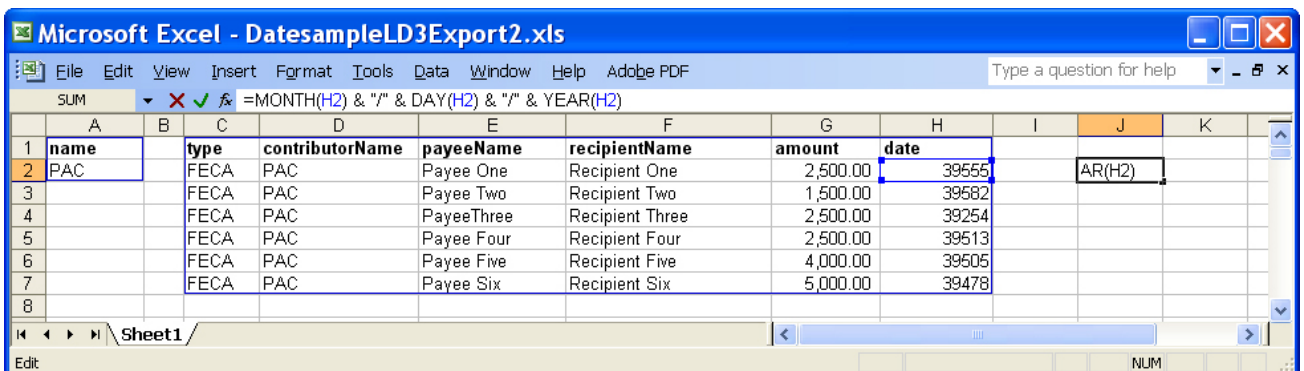 Microsoft Excel - DatesampleLD3Export2.xls
File Edit View Insert Format Tools Data Window Help Adobe PDF Type a question for help
SUM fx =MONTH(H2) & "/" & DAY(H2) & "/" & YEAR(H2)
A B C D E F G H I J K
1 name type contributorName payeeName recipientName amount date
2 PAC FECA PAC Payee One Recipient One 2,500.00 39555 AR(H2)
3 FECA PAC Payee Two Recipient Two 1,500.00 39582
4 FECA PAC PayeeThree Recipient Three 2,500.00 39254
5 FECA PAC Payee Four Recipient Four 2,500.00 39513
6 FECA PAC Payee Five Recipient Five 4,000.00 39505
7 FECA PAC Payee Six Recipient Six 5,000.00 39478
8
Sheet1
Edit NUM